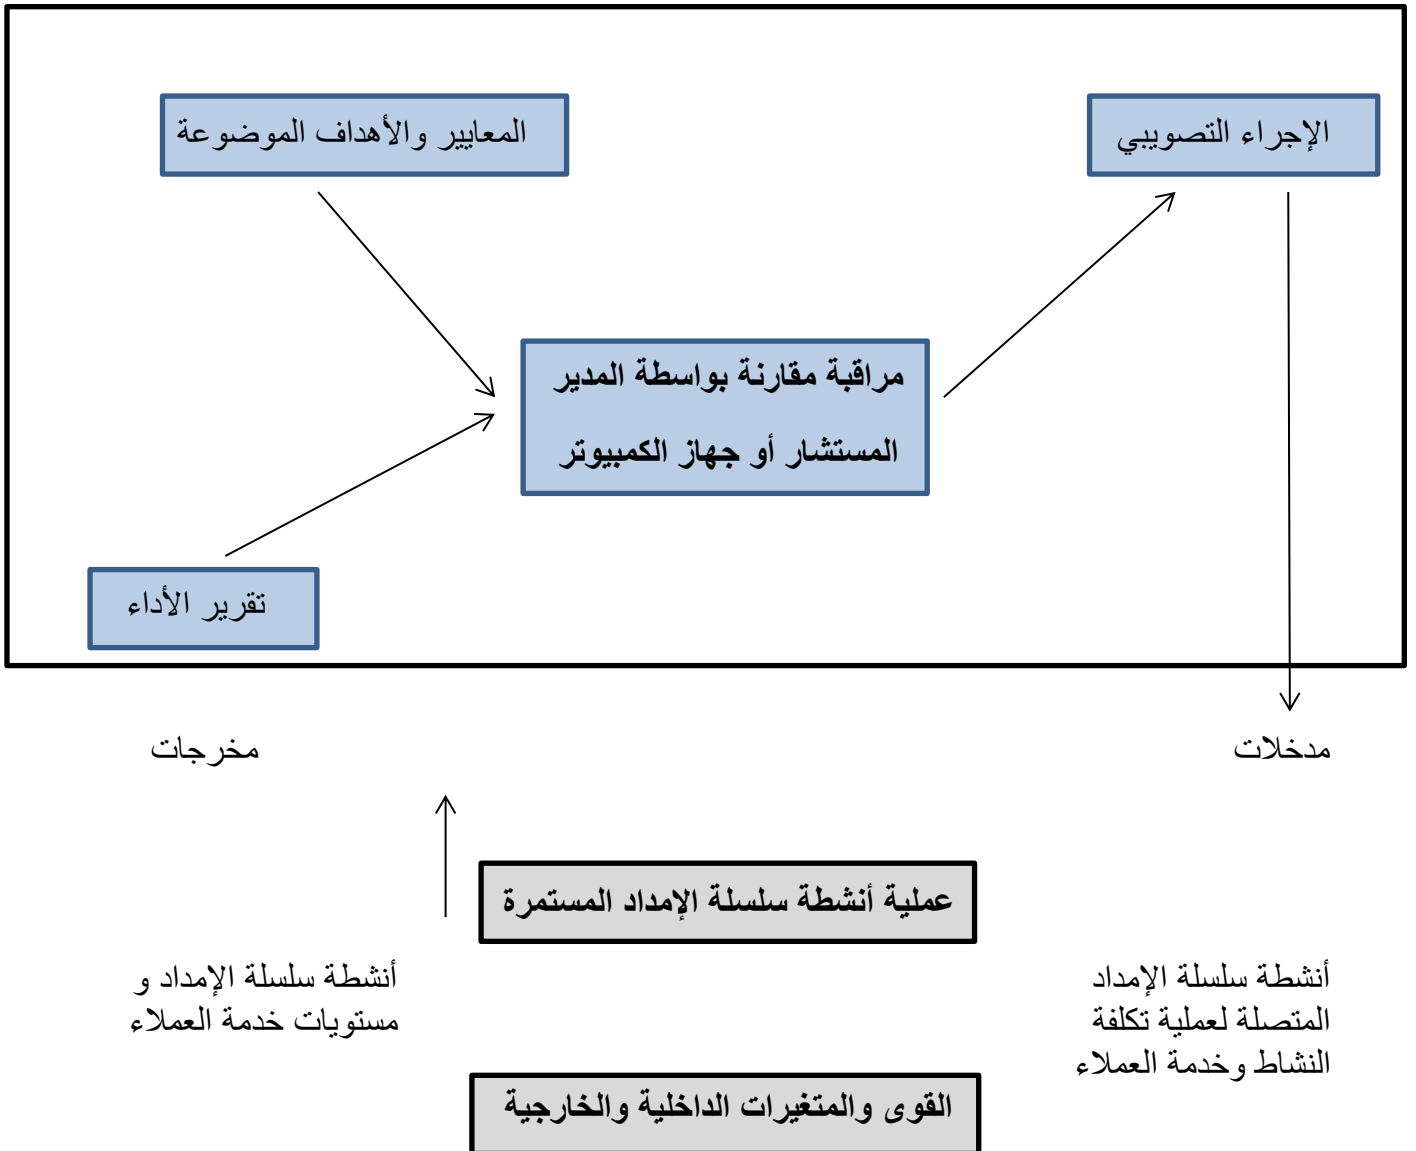 الإجراء التصويبي
المعايير والأهداف الموضوعة
مراقبة مقارنة بواسطة المدير
المستشار أو جهاز الكمبيوتر
تقرير الأداء
مدخلات
مخرجات
عملية أنشطة سلسلة الإمداد المستمرة
أنشطة سلسلة الإمداد
المتصلة لعملية تكلفة
النشاط وخدمة العملاء
أنشطة سلسلة الإمداد و
مستويات خدمة العملاء
القوى والمتغيرات الداخلية والخارجية